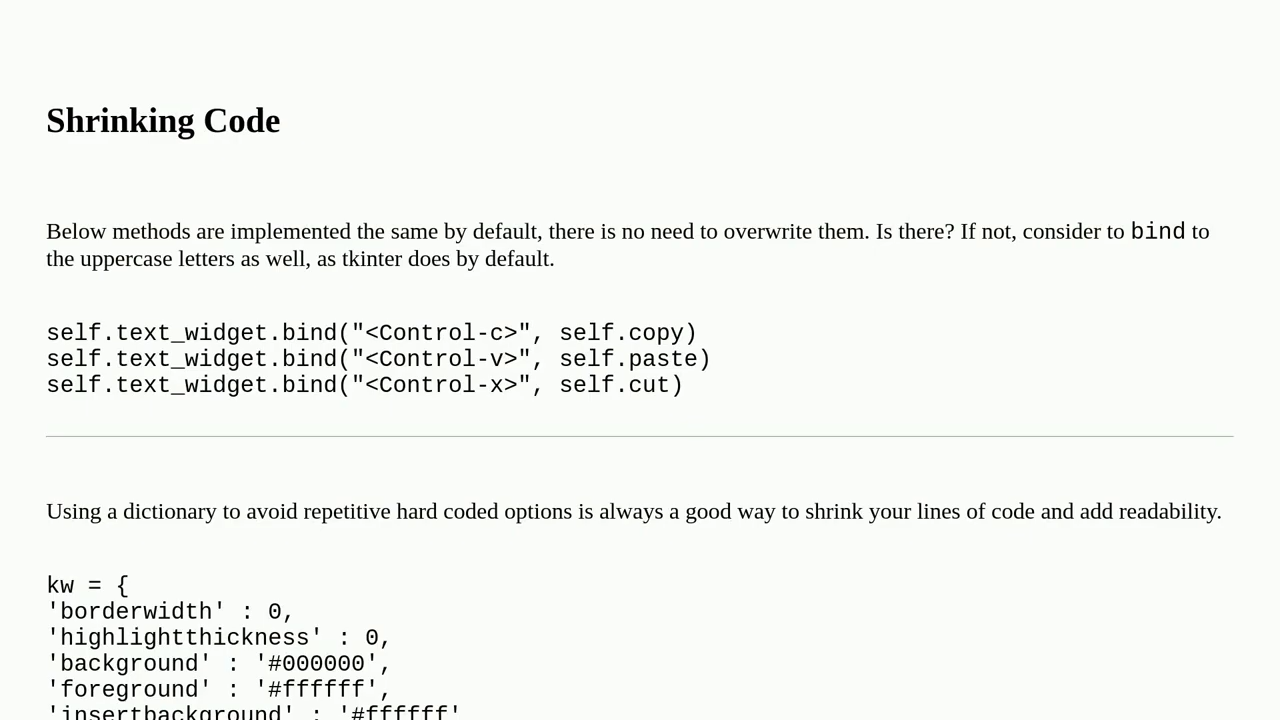 Shrinking Code
Below methods are implemented the same by default, there is no need to overwrite them. Is there? If not, consider to bind to
the uppercase letters as well, as tkinter does by default.
self.text_widget.bind("<Control-c>", self.copy)
self.text_widget.bind("<Control-v>", self.paste)
self.text_widget.bind("<Control-x>", self.cut)
Using a dictionary to avoid repetitive hard coded options is always a good way to shrink your lines of code and add readability.
kw = {
'borderwidth' : 0,
'highlightthickness' : 0,
'background' : '#000000',
'foreground' : '#ffffff',
'insertbackground' : '#ffffff'